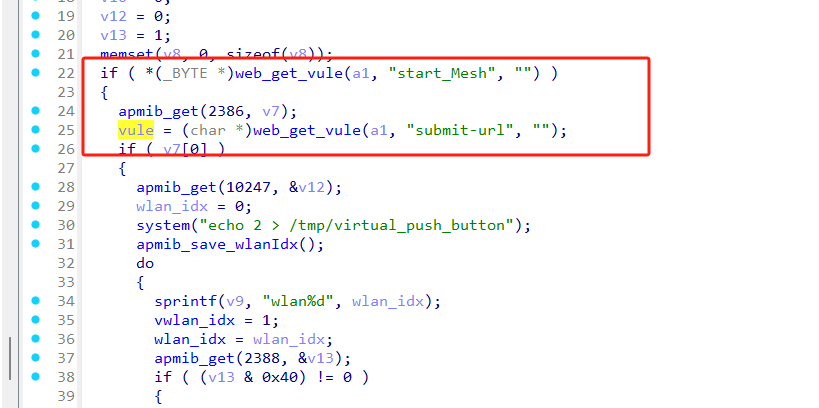 19 v12 = 0;
20 v13 = 1;
21 memset(v8, 0, sizeof(v8));
22 if ( *(_BYTE *)web_get_vule(a1, "start_Mesh", "") )
23 {
24 apmib_get(2386, v7);
25 vule = (char *)web_get_vule(a1, "submit-url", "");
26 if ( v7[0] )
27 {
28 apmib_get(10247, &v12);
29 wlan_idx = 0;
30 system("echo 2 > /tmp/virtual_push_button");
31 apmib_save_wlanIdx();
32 do
33 {
34 sprintf(v9, "wlan%d", wlan_idx);
35 vwlan_idx = 1;
36 wlan_idx = wlan_idx;
37 apmib_get(2388, &v13);
38 if ( (v13 & 0x40) != 0 )
39 {